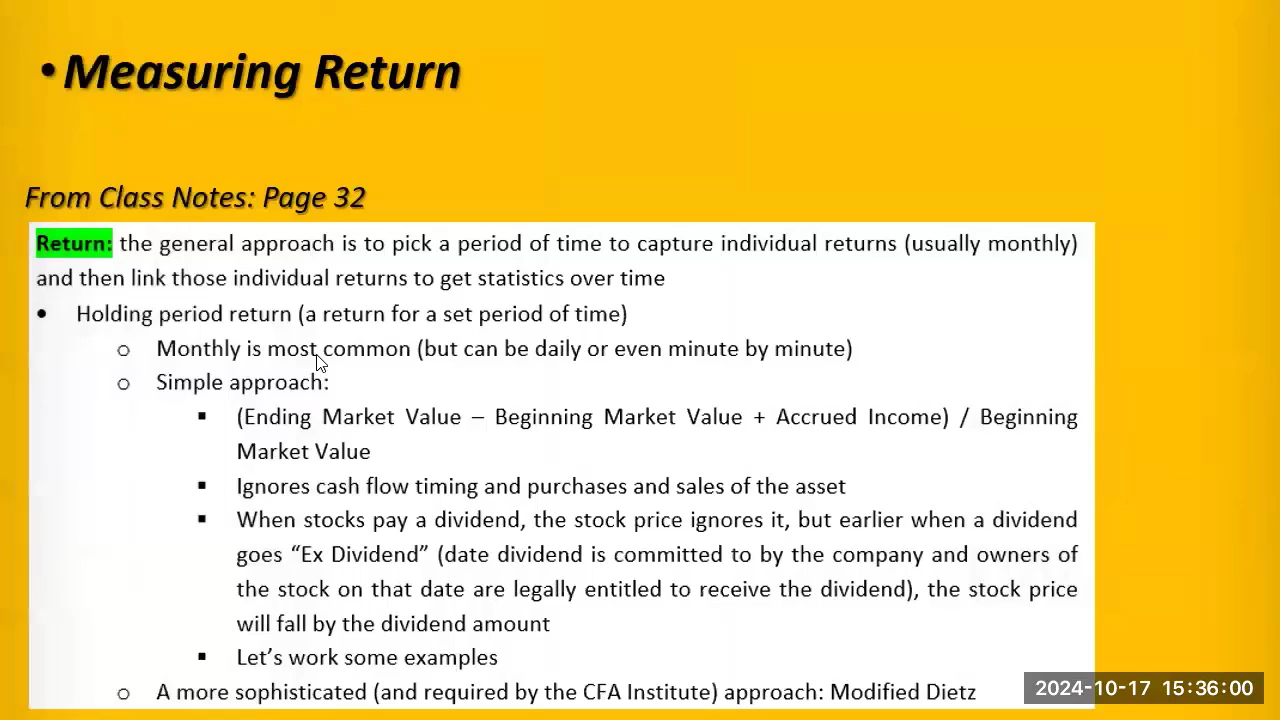 • Measuring Return
From Class Notes: Page 32
Return: the general approach is to pick a period of time to capture individual returns (usually monthly)
and then link those individual returns to get statistics over time
• Holding period return (a return for a set period of time)
o Monthly is most common (but can be daily or even minute by minute)
o Simple approach:
▪ (Ending Market Value – Beginning Market Value + Accrued Income) / Beginning
Market Value
▪ Ignores cash flow timing and purchases and sales of the asset
▪ When stocks pay a dividend, the stock price ignores it, but earlier when a dividend
goes “Ex Dividend” (date dividend is committed to by the company and owners of
the stock on that date are legally entitled to receive the dividend), the stock price
will fall by the dividend amount
▪ Let’s work some examples
o A more sophisticated (and required by the CFA Institute) approach: Modified Dietz
2024-10-17 15:36:00